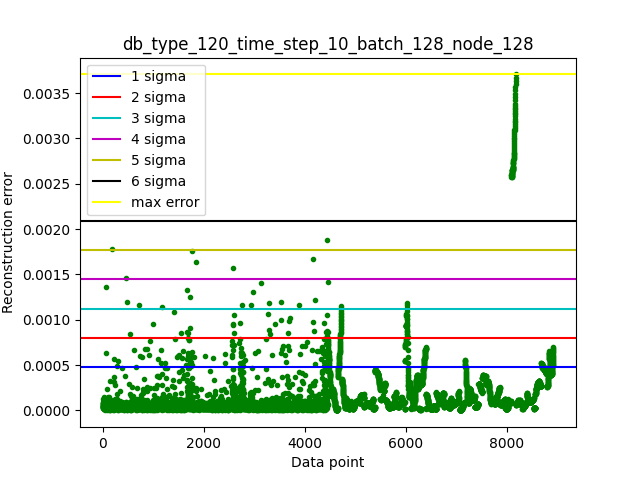 db_type_120_time_step_10_batch_128_node_128
1 sigma
2 sigma
3 sigma
4 sigma
5 sigma
6 sigma
max error
Reconstruction error
0.0035
0.0030
0.0025
0.0020
0.0015
0.0010
0.0005
0.0000
0 2000 4000 6000 8000
Data point